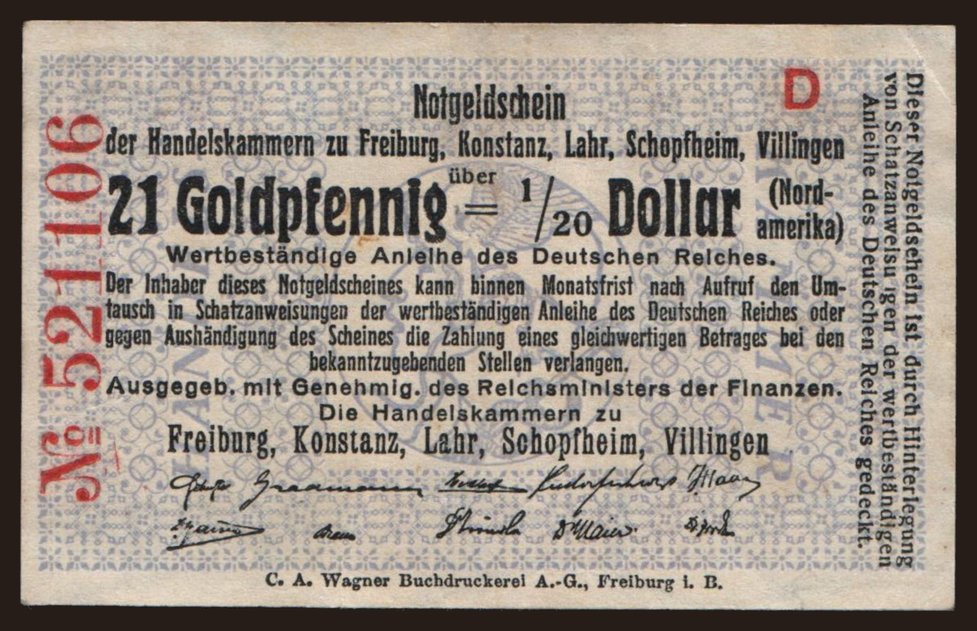 D
Notgeldschein
der Handelskammern zu Freiburg, Konstanz, Lahr, Schopfheim, Villingen
über
21 Goldpfennig = 1/20 Dollar (Nord-
amerika)
Wertbeständige Anleihe des Deutschen Reiches.
Der Inhaber dieses Notgeldscheines kann binnen Monatsfrist nach Aufruf den Um-
tausch in Schatzanweisungen der wertbeständigen Anleihe des Deutschen Reiches oder
gegen Aushändigung des Scheines die Zahlung eines gleichwertigen Betrages bei den
bekanntzugebenden Stellen verlangen.
Ausgegeb. mit Genehmig. des Reichsministers der Finanzen.
Die Handelskammern zu
Freiburg, Konstanz, Lahr, Schopfheim, Villingen
C. A. Wagner Buchdruckerei A.-G., Freiburg i. B.
№ 521106
Dieser Notgeldschein ist durch Hinterlegung
von Schatzanweisu igen der wertbeständigen
Anleihe des Deutschen Reiches gedeckt.